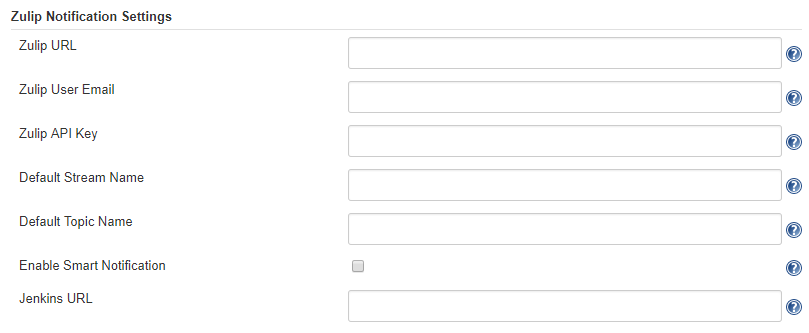 Zulip Notification Settings
Zulip URL
Zulip User Email
Zulip API Key
Default Stream Name
Default Topic Name
Enable Smart Notification
Jenkins URL